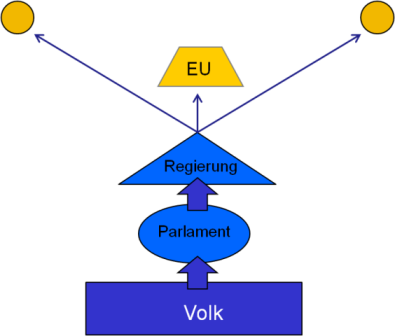 EU
Regierung
Parlament
Volk